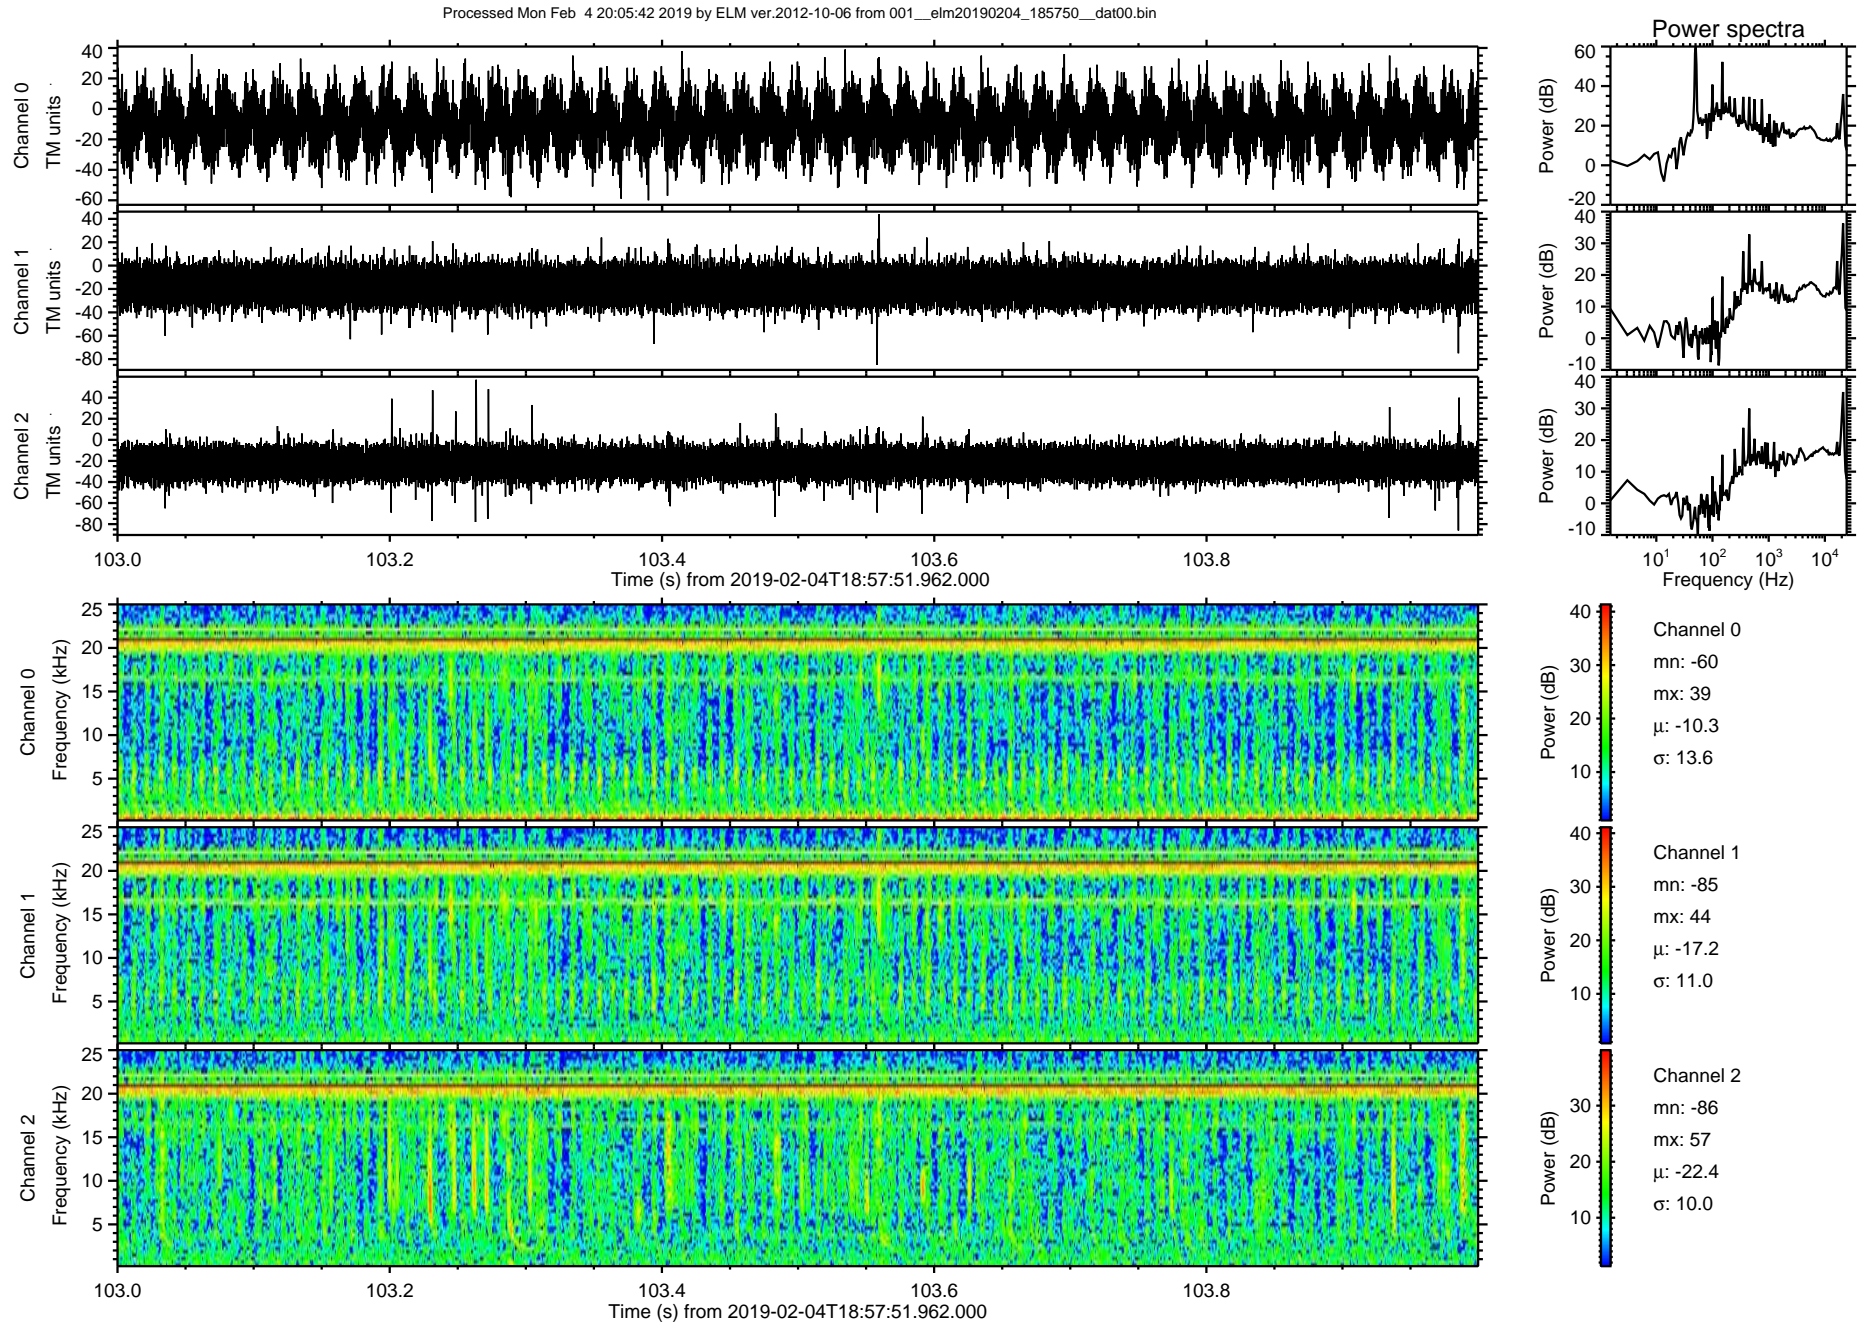 Processed Mon Feb  4 20:05:42 2019 by ELM ver.2012-10-06 from 001__elm20190204_185750__dat00.bin
Power spectra
Channel 0
TM units
40
20
0
-20
-40
-60
Power (dB)
60
40
20
0
-20
Channel 1
TM units
40
20
0
-20
-40
-60
-80
Power (dB)
40
30
20
10
0
-10
Channel 2
TM units
40
20
0
-20
-40
-60
-80
Power (dB)
40
30
20
10
0
-10
103.0 103.2 103.4 103.6 103.8
Time (s) from 2019-02-04T18:57:51.962.000
10¹ 10² 10³ 10⁴
Frequency (Hz)
Channel 0
Frequency (kHz)
25
20
15
10
5
Power (dB)
40
30
20
10
Channel 0
mn: -60
mx: 39
μ: -10.3
σ: 13.6
Channel 1
Frequency (kHz)
25
20
15
10
5
Power (dB)
40
30
20
10
Channel 1
mn: -85
mx: 44
μ: -17.2
σ: 11.0
Channel 2
Frequency (kHz)
25
20
15
10
5
Power (dB)
30
20
10
Channel 2
mn: -86
mx: 57
μ: -22.4
σ: 10.0
103.0 103.2 103.4 103.6 103.8
Time (s) from 2019-02-04T18:57:51.962.000